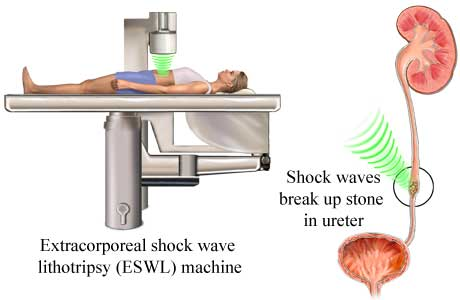 Shock waves
break up stone
in ureter
Extracorporeal shock wave
lithotripsy (ESWL) machine